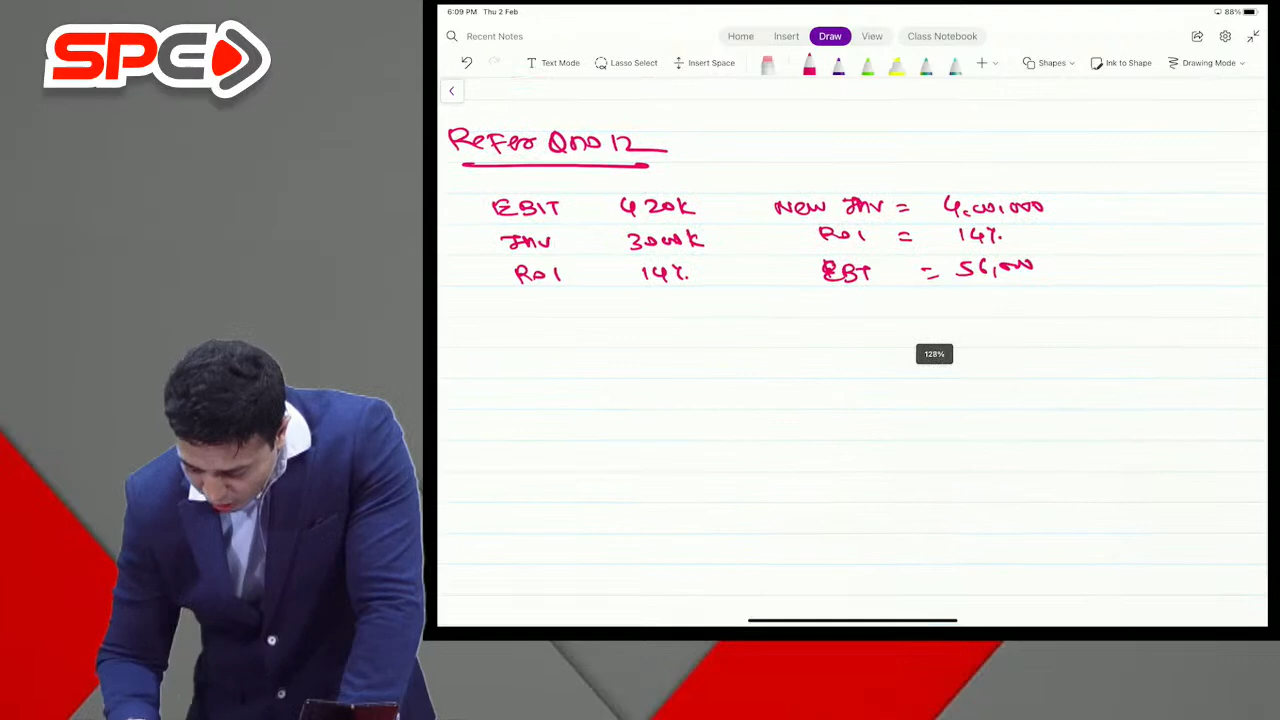 SPED
6:09 PM Thu 2 Feb
88%
Recent Notes
Home Insert Draw View Class Notebook
Text Mode Lasso Select Insert Space Shapes Ink to Shape Drawing Mode
Refer Qno 12
EBIT 420k New Inv = 4,00,000
Inv 3000k ROI = 14%
ROI 14% EBT = 56,000
128%